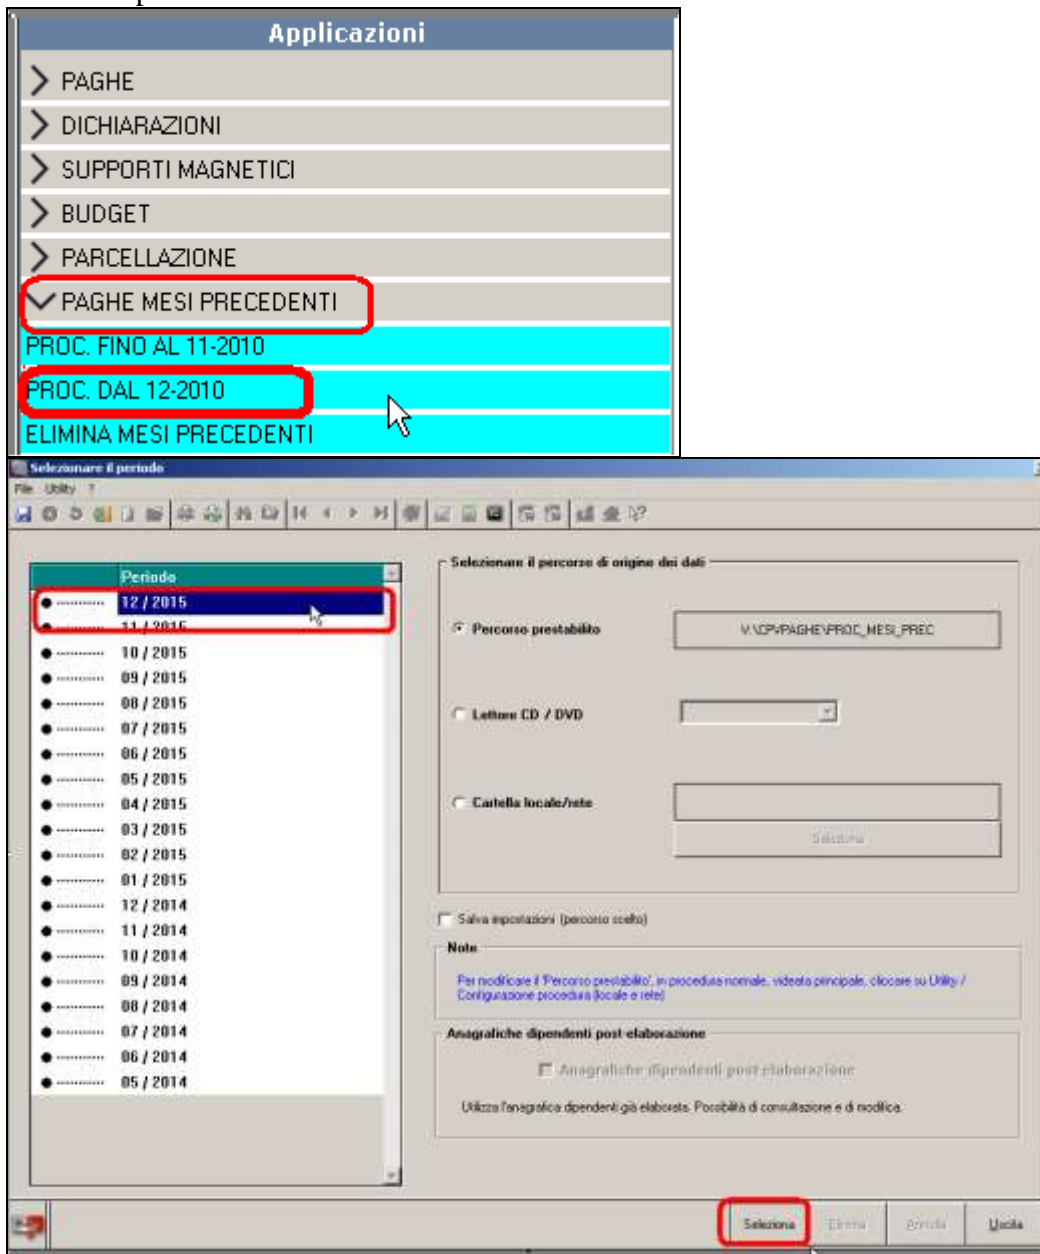 Applicazioni
PAGHE
DICHIARAZIONI
SUPPORTI MAGNETICI
BUDGET
PARCELLAZIONE
PAGHE MESI PRECEDENTI
PROC. FINO AL 11-2010
PROC. DAL 12-2010
ELIMINA MESI PRECEDENTI
Selezionare il periodo
File Utility ?
Selezionare il percorso di origine dei dati
Periodo
12 / 2015
11 / 2015
Percorso prestabilito
V:\CPVPAGHE\PROC_MESI_PREC
10 / 2015
09 / 2015
08 / 2015
Lettore CD / DVD
07 / 2015
06 / 2015
05 / 2015
04 / 2015
Cartella locale/rete
03 / 2015
Seleziona
02 / 2015
01 / 2015
12 / 2014
Salva impostazioni (percorso scelto)
11 / 2014
10 / 2014
Note
09 / 2014
Per modificare il 'Percorso prestabilito', in procedura normale, videata principale, cliccare su Utility /
Configurazione procedura (locale e rete)
08 / 2014
07 / 2014
Anagrafiche dipendenti post elaborazione
06 / 2014
Anagrafiche dipendenti post elaborazione
05 / 2014
Utilizza l'anagrafica dipendenti già elaborata. Possibilità di consultazione e di modifica.
Seleziona
Elimina
Annulla
Uscita